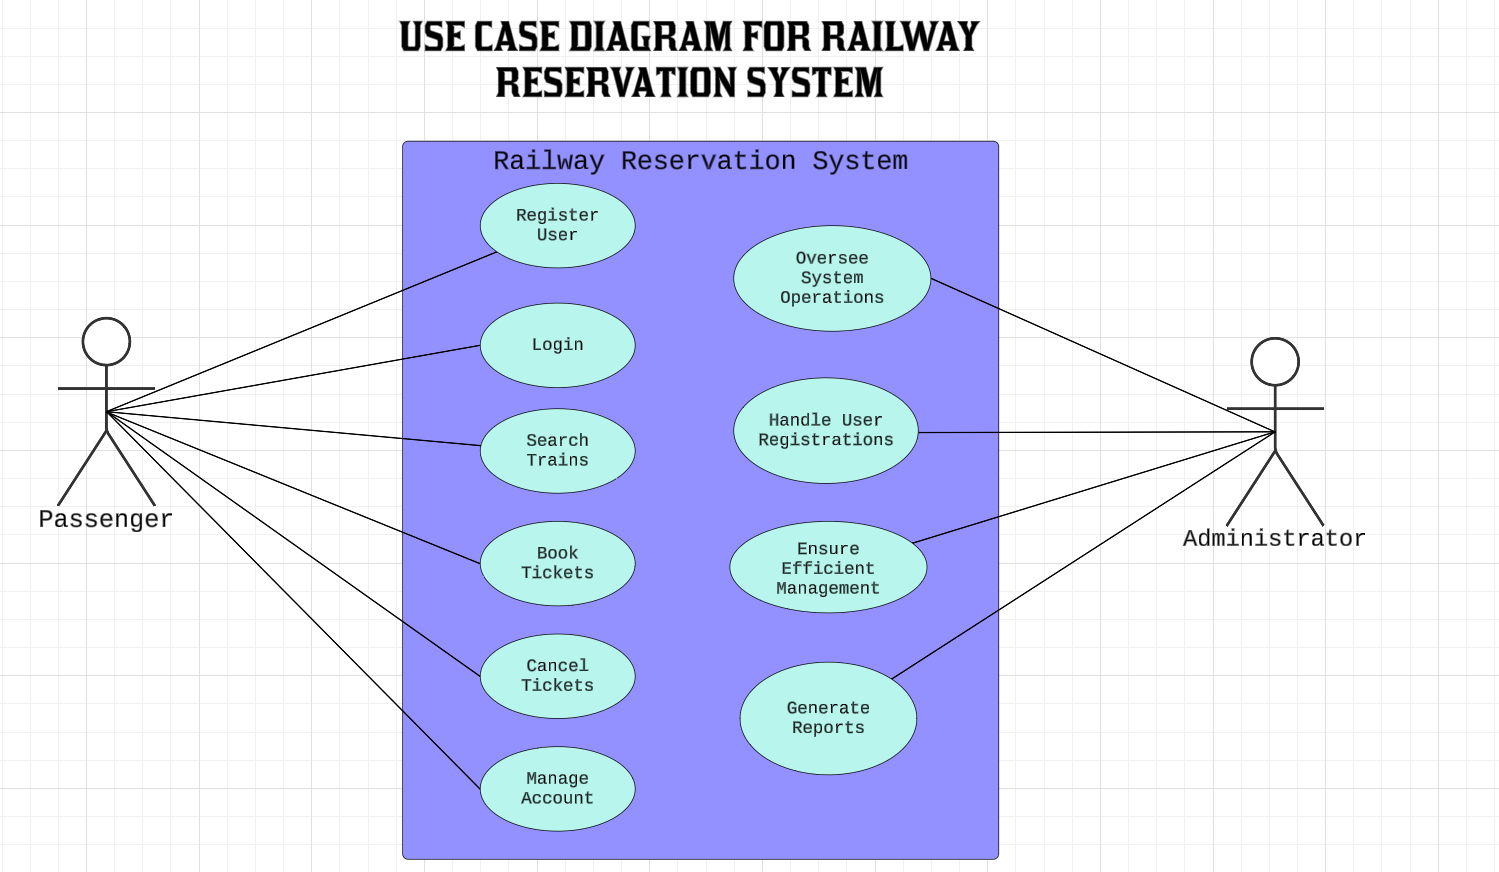 USE CASE DIAGRAM FOR RAILWAY
RESERVATION SYSTEM
Railway Reservation System
Register
User
Login
Search
Trains
Book
Tickets
Cancel
Tickets
Manage
Account
Oversee
System
Operations
Handle User
Registrations
Ensure
Efficient
Management
Generate
Reports
Passenger
Administrator